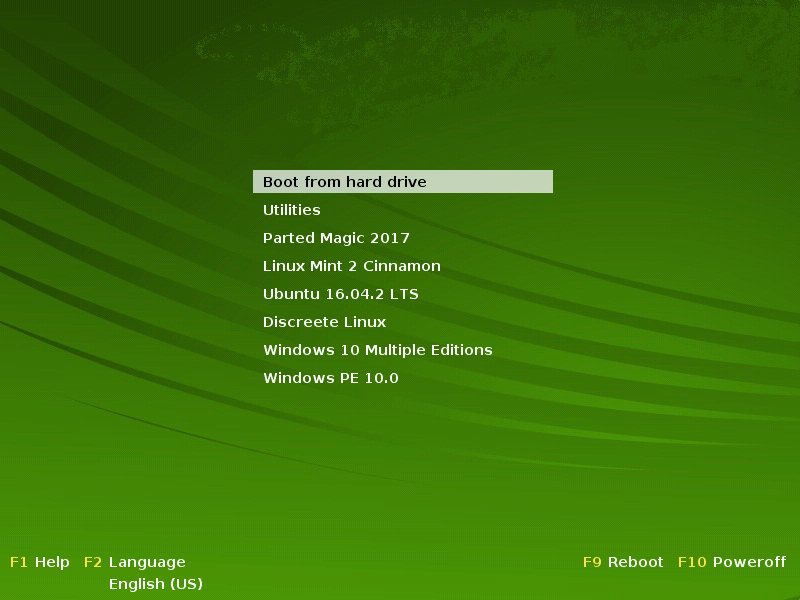 Boot from hard drive
Utilities
Parted Magic 2017
Linux Mint 2 Cinnamon
Ubuntu 16.04.2 LTS
Discreete Linux
Windows 10 Multiple Editions
Windows PE 10.0
F1 Help F2 Language F9 Reboot F10 Poweroff
English (US)